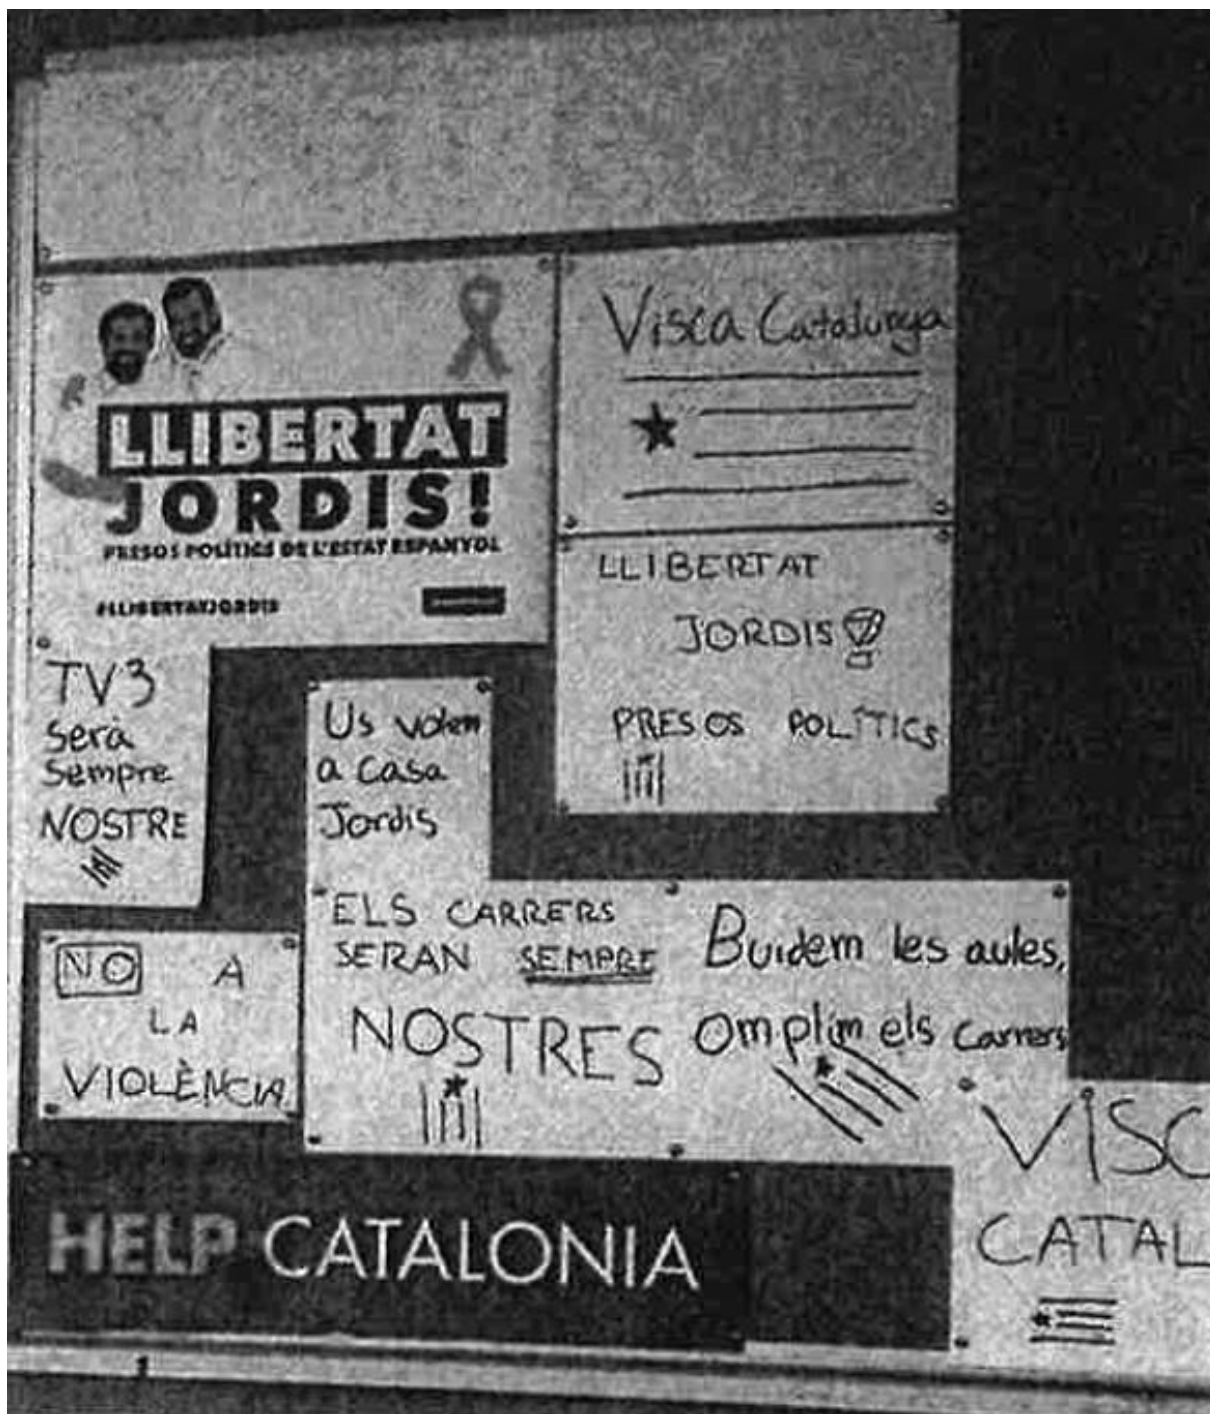 LLIBERTAT
JORDIS!
PRESOS POLÍTICS DE L'ESTAT ESPANYOL
#LLIBERTATJORDIS
Visca Catalunya
LLIBERTAT
JORDIS!
PRESOS POLÍTICS
TV3
serà
sempre
NOSTRE
Us volem
a casa
Jordis
NO A
LA
VIOLÈNCIA
ELS CARRERS
SERAN SEMPRE
NOSTRES
Buidem les aules,
omplim els carrers
VISC
CATAL
HELP CATALONIA